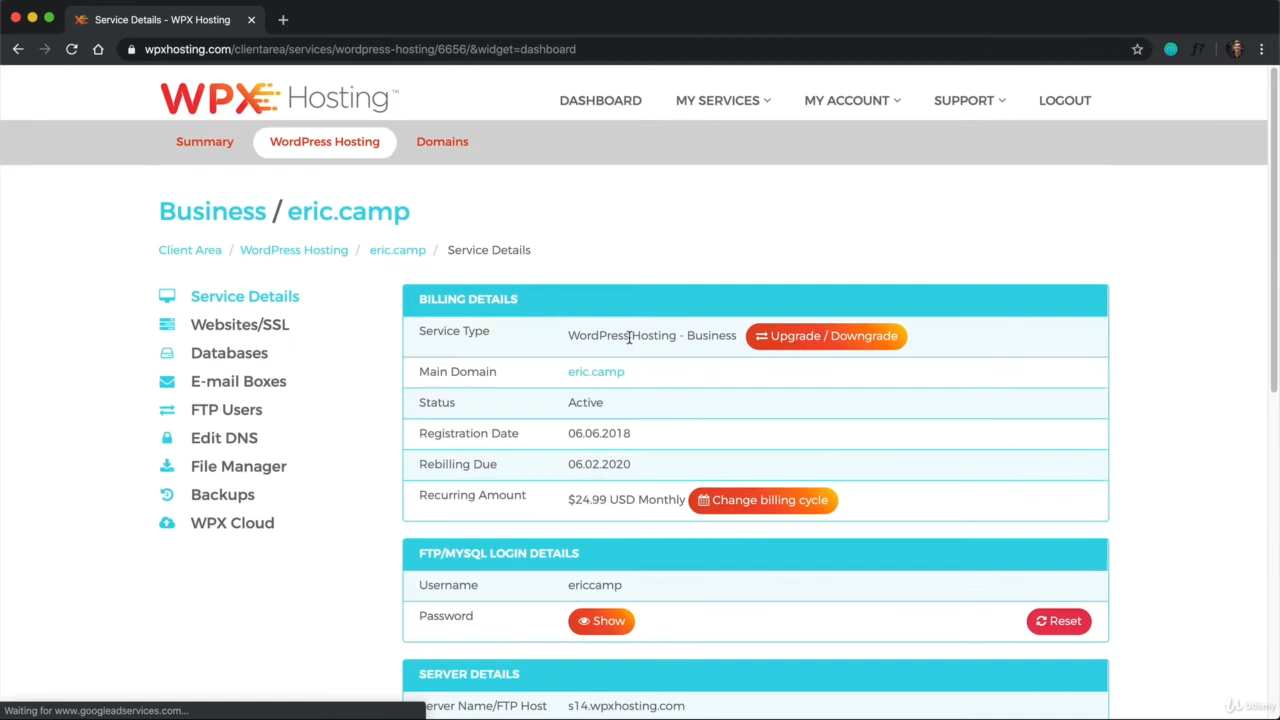 Service Details - WPX Hosting
wpxhosting.com/clientarea/services/wordpress-hosting/6656/&widget=dashboard
WPX Hosting™
DASHBOARD MY SERVICES MY ACCOUNT SUPPORT LOGOUT
Summary WordPress Hosting Domains
Business / eric.camp
Client Area / WordPress Hosting / eric.camp / Service Details
Service Details
Websites/SSL
Databases
E-mail Boxes
FTP Users
Edit DNS
File Manager
Backups
WPX Cloud
BILLING DETAILS
Service Type WordPress Hosting - Business Upgrade / Downgrade
Main Domain eric.camp
Status Active
Registration Date 06.06.2018
Rebilling Due 06.02.2020
Recurring Amount $24.99 USD Monthly Change billing cycle
FTP/MYSQL LOGIN DETAILS
Username ericcamp
Password Show Reset
SERVER DETAILS
erver Name/FTP Host s14.wpxhosting.com
Waiting for www.googleadservices.com...
Udemy